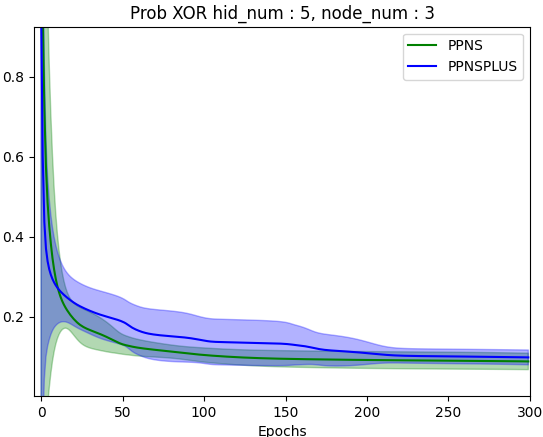 Prob XOR hid_num : 5, node_num : 3
PPNS
PPNSPLUS
0.8
0.6
0.4
0.2
0 50 100 150 200 250 300
Epochs